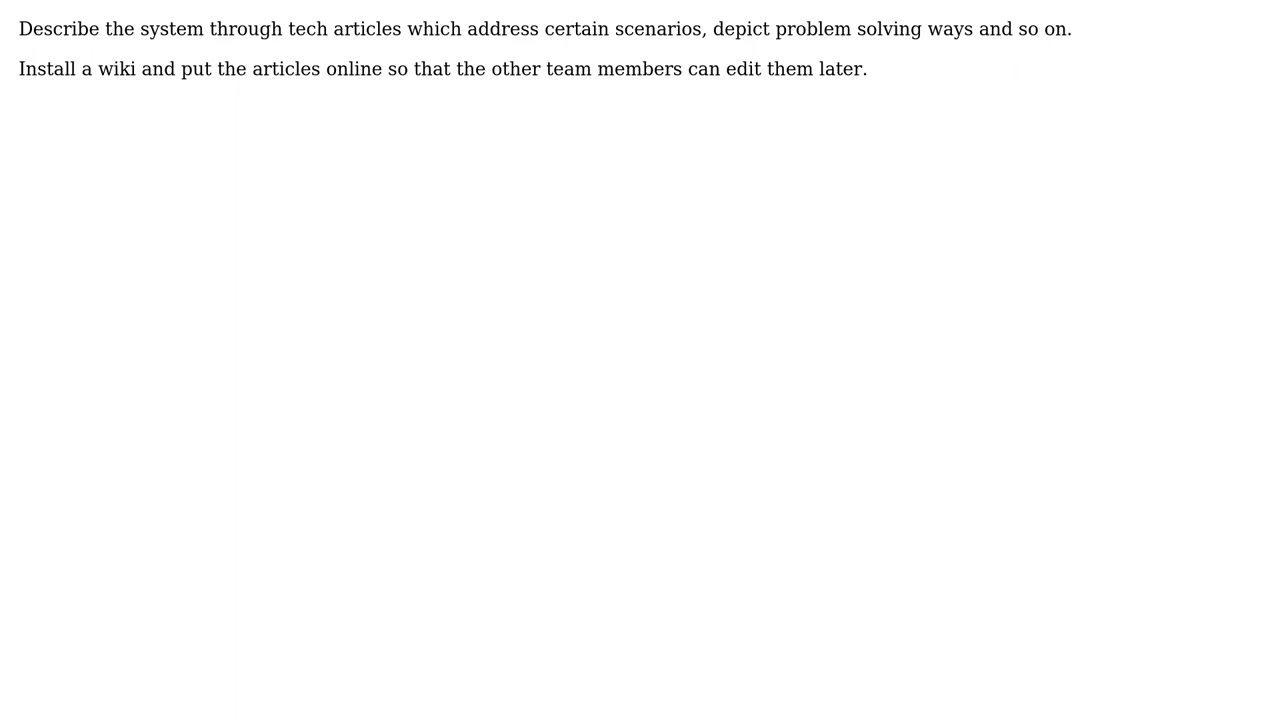 Describe the system through tech articles which address certain scenarios, depict problem solving ways and so on.
Install a wiki and put the articles online so that the other team members can edit them later.